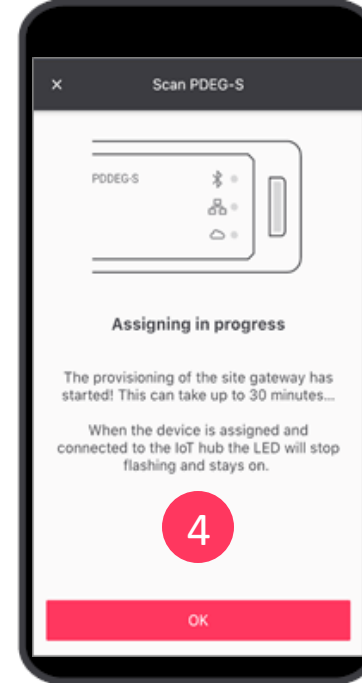 × Scan PDEG-S
PDDEG-S
Assigning in progress
The provisioning of the site gateway has
started! This can take up to 30 minutes...
When the device is assigned and
connected to the IoT hub the LED will stop
flashing and stays on.
4
OK